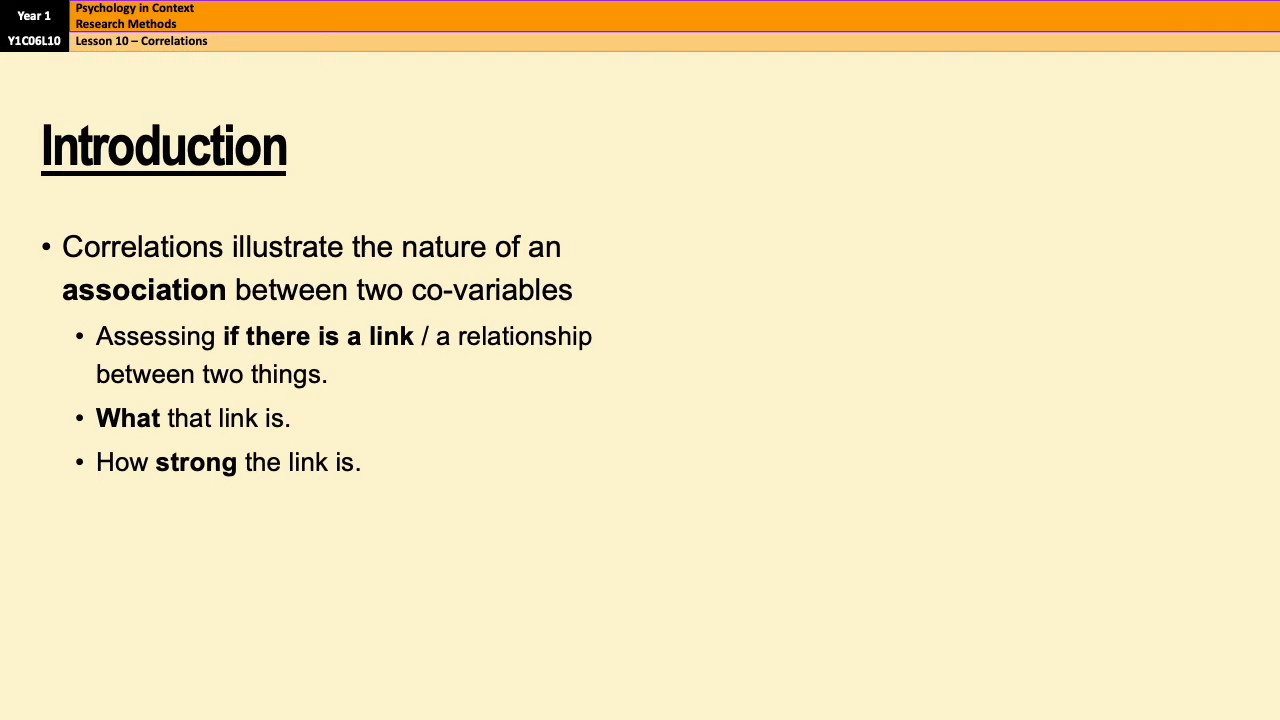 Year 1
Psychology in Context
Research Methods
Y1C06L10
Lesson 10 – Correlations
Introduction
• Correlations illustrate the nature of an
association between two co-variables
• Assessing if there is a link / a relationship
between two things.
• What that link is.
• How strong the link is.